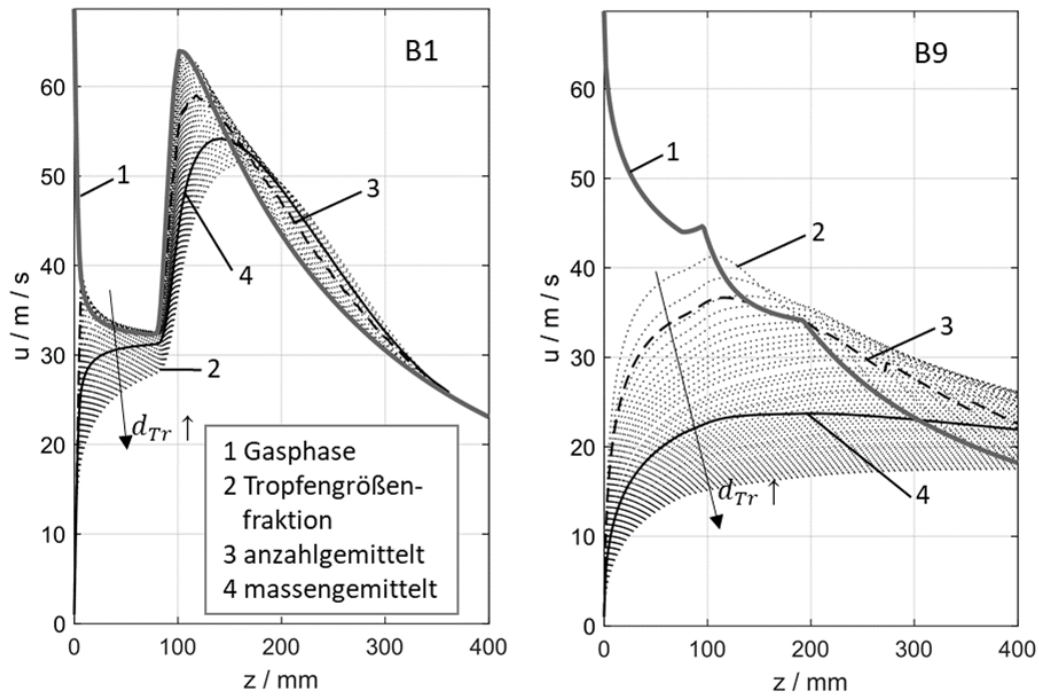 B1
u / m / s
60
50
40
30
20
10
0
1
2
3
4
d_Tr ↑
1 Gasphase
2 Tropfengrößen-
fraktion
3 anzahlgemittelt
4 massengemittelt
0 100 200 300 400
z / mm
B9
u / m / s
60
50
40
30
20
10
0
1
2
3
4
d_Tr ↑
0 100 200 300 400
z / mm